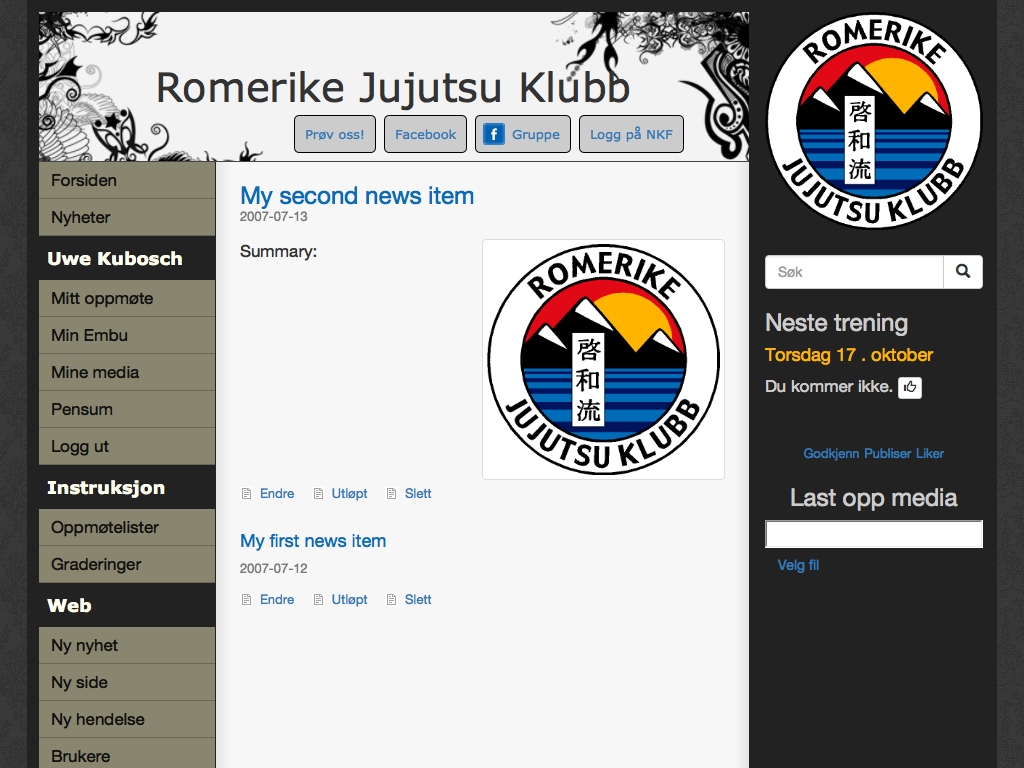 Romerike Jujutsu Klubb
Prøv oss!
Facebook
f Gruppe
Logg på NKF
Forsiden
Nyheter
Uwe Kubosch
Mitt oppmøte
Min Embu
Mine media
Pensum
Logg ut
Instruksjon
Oppmøtelister
Graderinger
Web
Ny nyhet
Ny side
Ny hendelse
Brukere
My second news item
2007-07-13
Summary:
ROMERIKE
啓和流
JUJUTSU KLUBB
Endre
Utløpt
Slett
My first news item
2007-07-12
Endre
Utløpt
Slett
ROMERIKE
啓和流
JUJUTSU KLUBB
Søk
Neste trening
Torsdag 17 . oktober
Du kommer ikke.
Godkjenn Publiser Liker
Last opp media
Velg fil